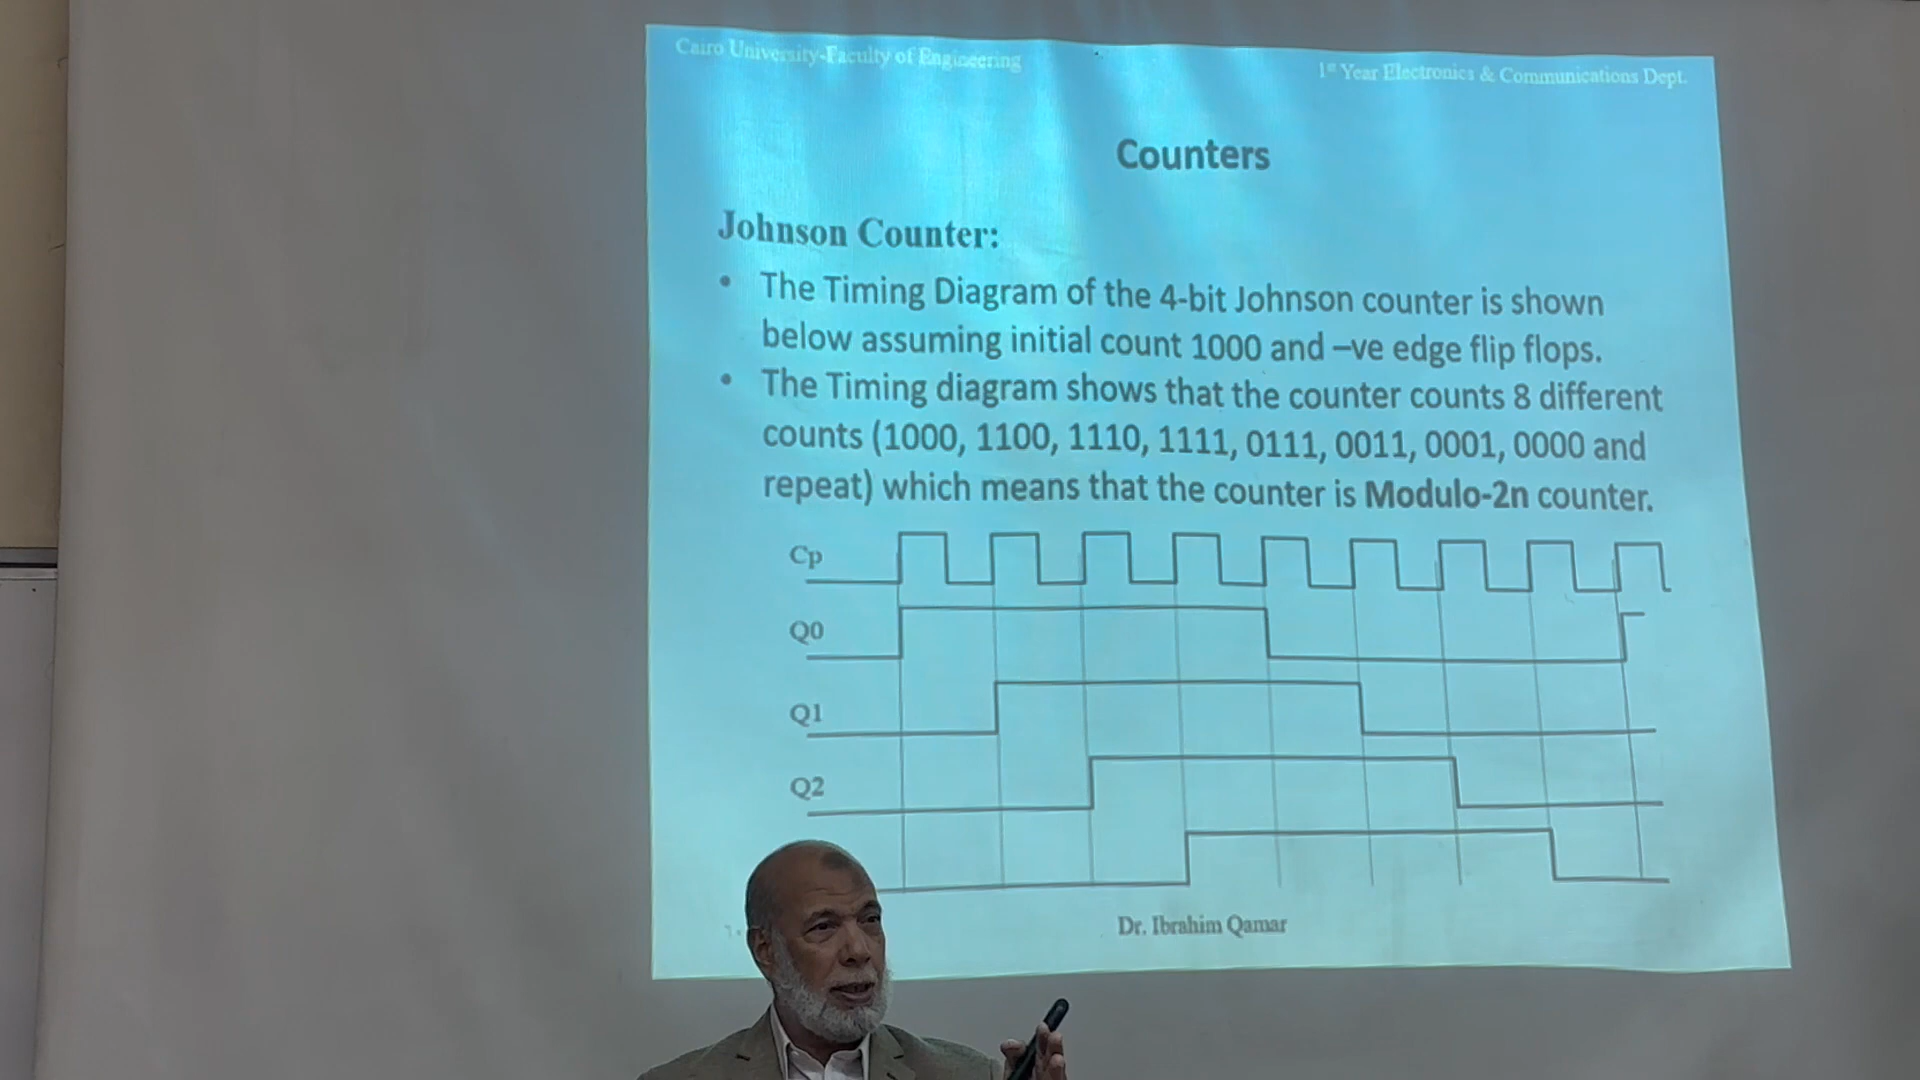 Cairo University-Faculty of Engineering
1st Year Electronics & Communications Dept.
Counters
Johnson Counter:
• The Timing Diagram of the 4-bit Johnson counter is shown
below assuming initial count 1000 and –ve edge flip flops.
• The Timing diagram shows that the counter counts 8 different
counts (1000, 1100, 1110, 1111, 0111, 0011, 0001, 0000 and
repeat) which means that the counter is Modulo-2n counter.
Cp
Q0
Q1
Q2
Dr. Ibrahim Qamar